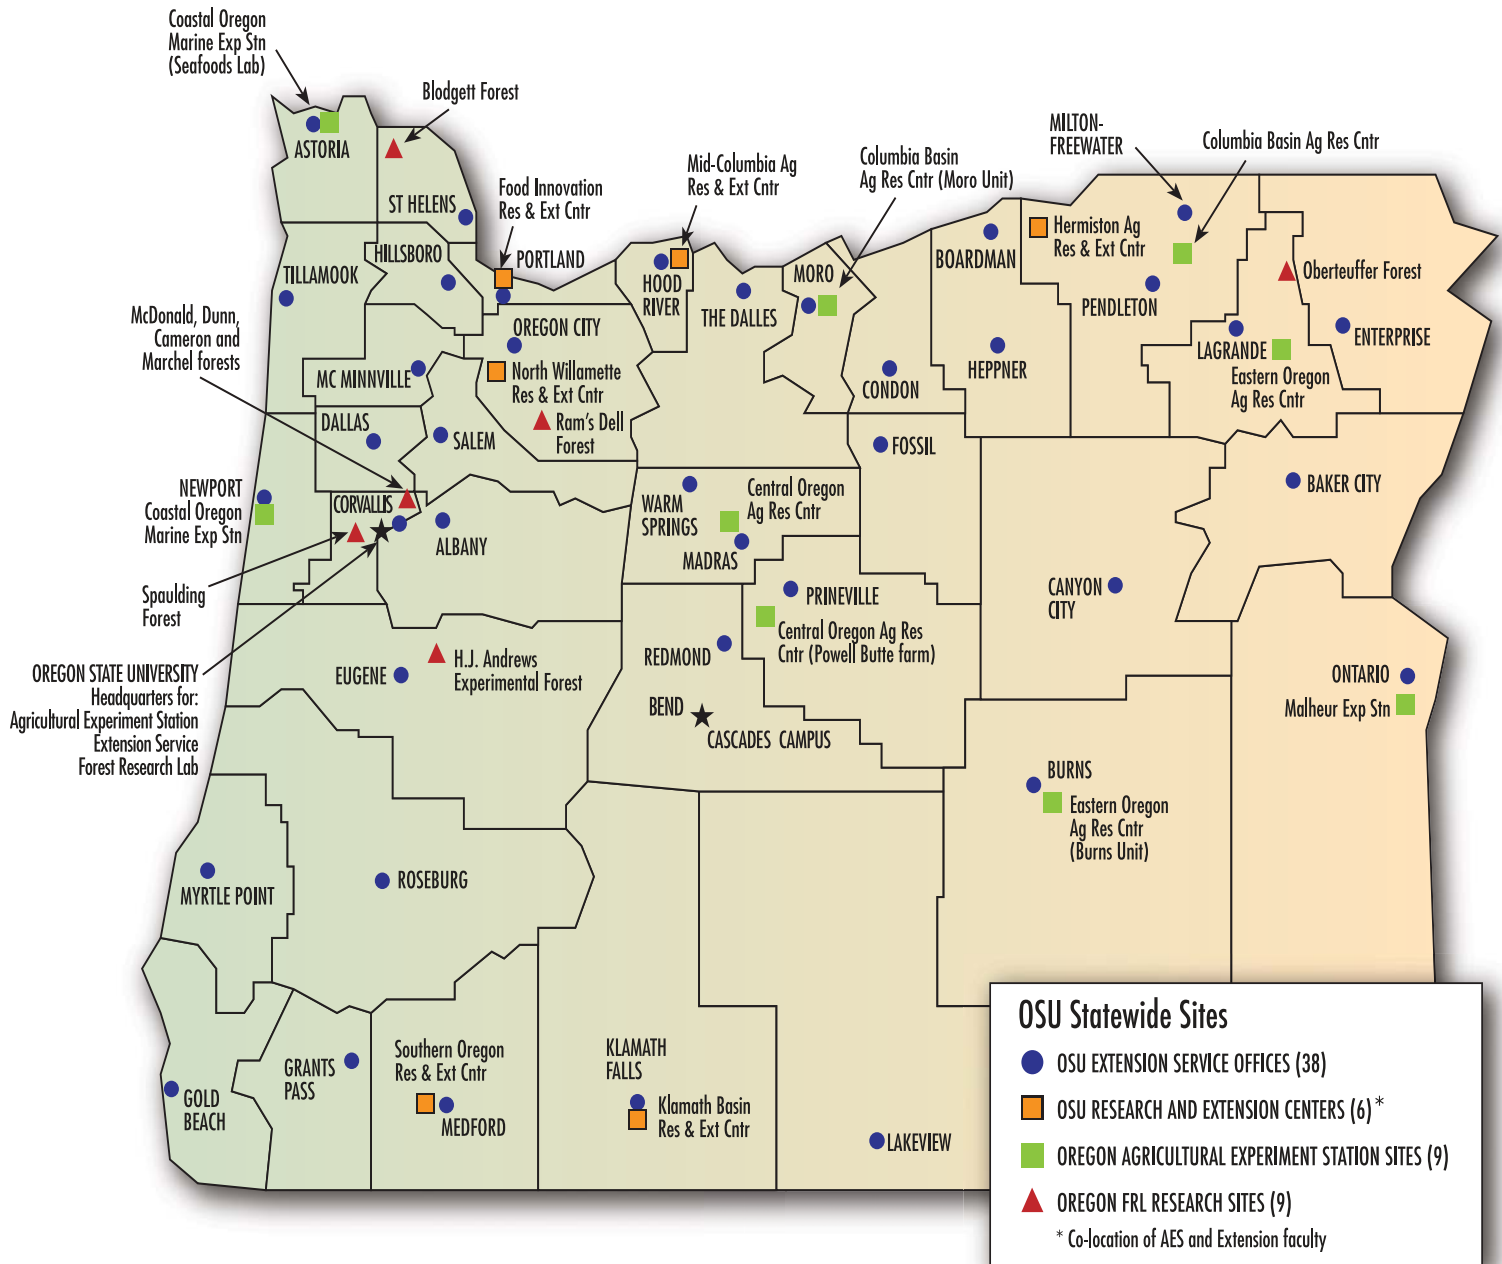 Coastal Oregon
Marine Exp Stn
(Seafoods Lab)
Blodgett Forest
ASTORIA
ST HELENS
Food Innovation
Res & Ext Cntr
Mid-Columbia Ag
Res & Ext Cntr
Columbia Basin
Ag Res Cntr (Moro Unit)
MILTON-
FREEWATER
Columbia Basin Ag Res Cntr
Hermiston Ag
Res & Ext Cntr
BOARDMAN
HILLSBORO
PORTLAND
TILLAMOOK
HOOD
RIVER
THE DALLES
MORO
PENDLETON
Oberteuffer Forest
McDonald, Dunn,
Cameron and
Marchel forests
OREGON CITY
North Willamette
Res & Ext Cntr
Ram's Dell
Forest
MC MINNVILLE
CONDON
HEPPNER
LAGRANDE
Eastern Oregon
Ag Res Cntr
ENTERPRISE
DALLAS
SALEM
FOSSIL
BAKER CITY
NEWPORT
Coastal Oregon
Marine Exp Stn
CORVALLIS
ALBANY
WARM
SPRINGS
Central Oregon
Ag Res Cntr
MADRAS
Spaulding
Forest
PRINEVILLE
Central Oregon Ag Res
Cntr (Powell Butte farm)
CANYON
CITY
OREGON STATE UNIVERSITY
Headquarters for:
Agricultural Experiment Station
Extension Service
Forest Research Lab
EUGENE
H.J. Andrews
Experimental Forest
REDMOND
BEND
CASCADES CAMPUS
ONTARIO
Malheur Exp Stn
BURNS
Eastern Oregon
Ag Res Cntr
(Burns Unit)
MYRTLE POINT
ROSEBURG
GOLD
BEACH
GRANTS
PASS
Southern Oregon
Res & Ext Cntr
MEDFORD
KLAMATH
FALLS
Klamath Basin
Res & Ext Cntr
LAKEVIEW
OSU Statewide Sites
OSU EXTENSION SERVICE OFFICES (38)
OSU RESEARCH AND EXTENSION CENTERS (6)*
OREGON AGRICULTURAL EXPERIMENT STATION SITES (9)
OREGON FRL RESEARCH SITES (9)
* Co-location of AES and Extension faculty